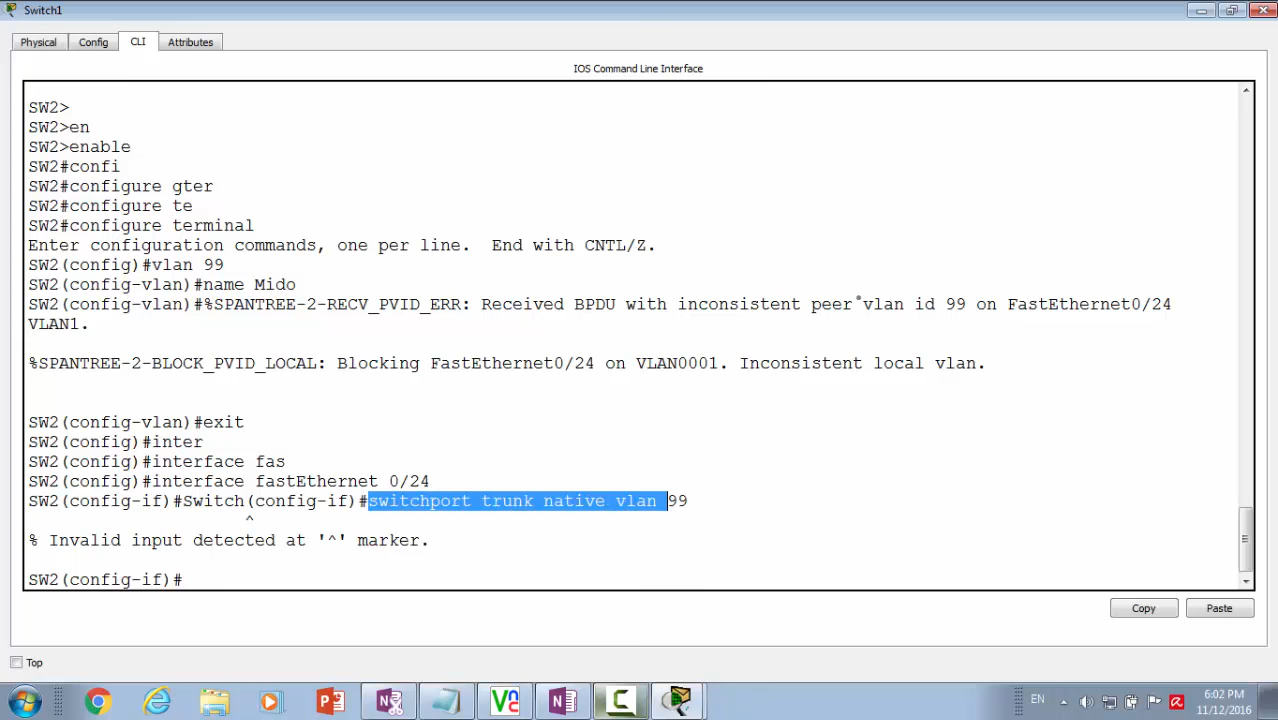 Switch1
Physical Config CLI Attributes
IOS Command Line Interface
SW2>
SW2>en
SW2>enable
SW2#confi
SW2#configure gter
SW2#configure te
SW2#configure terminal
Enter configuration commands, one per line.  End with CNTL/Z.
SW2(config)#vlan 99
SW2(config-vlan)#name Mido
SW2(config-vlan)#%SPANTREE-2-RECV_PVID_ERR: Received BPDU with inconsistent peer vlan id 99 on FastEthernet0/24
VLAN1.
%SPANTREE-2-BLOCK_PVID_LOCAL: Blocking FastEthernet0/24 on VLAN0001. Inconsistent local vlan.
SW2(config-vlan)#exit
SW2(config)#inter
SW2(config)#interface fas
SW2(config)#interface fastEthernet 0/24
SW2(config-if)#Switch(config-if)#switchport trunk native vlan 99
^
% Invalid input detected at '^' marker.
SW2(config-if)#
Copy Paste
Top
EN
6:02 PM
11/12/2016